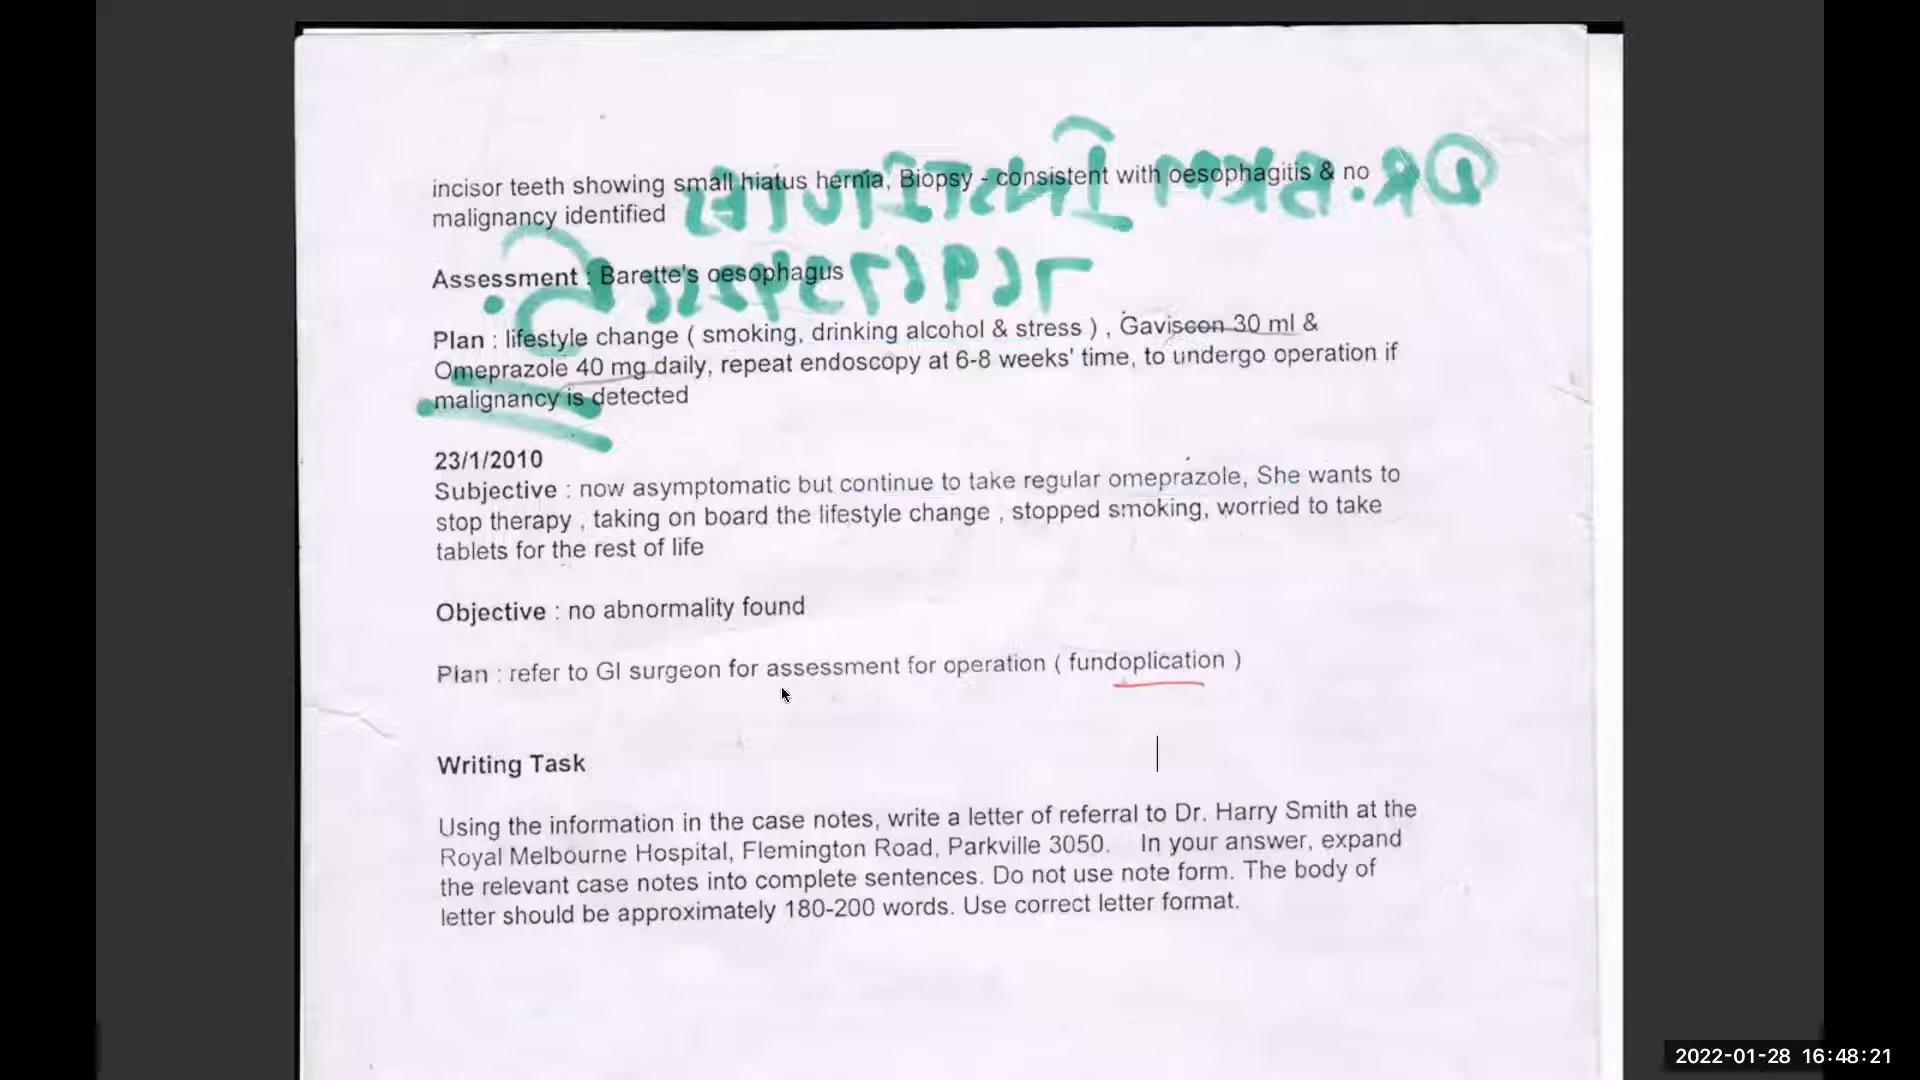 incisor teeth showing small hiatus hernia, Biopsy - consistent with oesophagitis & no
malignancy identified
Assessment : Barette's oesophagus
Plan : lifestyle change ( smoking, drinking alcohol & stress ) , Gaviscon 30 ml &
Omeprazole 40 mg daily, repeat endoscopy at 6-8 weeks' time, to undergo operation if
malignancy is detected
23/1/2010
Subjective : now asymptomatic but continue to take regular omeprazole, She wants to
stop therapy , taking on board the lifestyle change , stopped smoking, worried to take
tablets for the rest of life
Objective : no abnormality found
Plan : refer to GI surgeon for assessment for operation ( fundoplication )
Writing Task
Using the information in the case notes, write a letter of referral to Dr. Harry Smith at the
Royal Melbourne Hospital, Flemington Road, Parkville 3050. In your answer, expand
the relevant case notes into complete sentences. Do not use note form. The body of
letter should be approximately 180-200 words. Use correct letter format.
2022-01-28 16:48:21